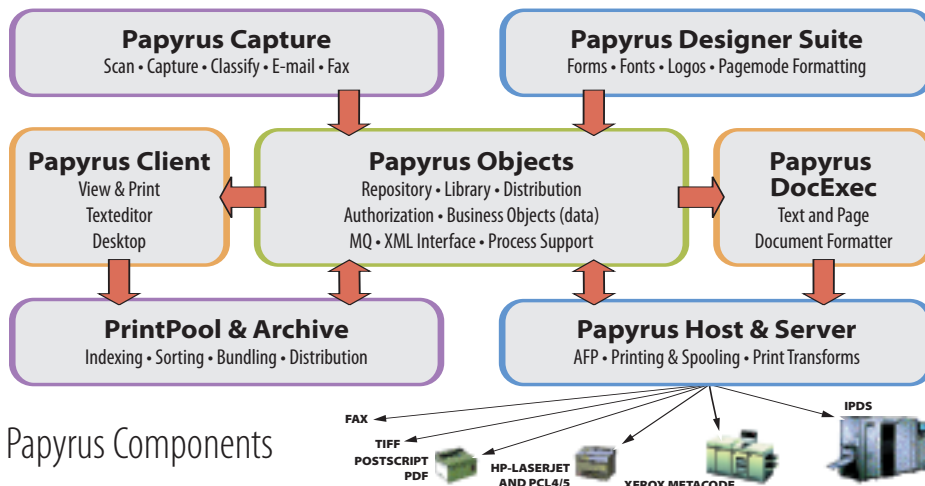 Papyrus Capture
Scan • Capture • Classify • E-mail • Fax
Papyrus Designer Suite
Forms • Fonts • Logos • Pagemode Formatting
Papyrus Client
View & Print
Texteditor
Desktop
Papyrus Objects
Repository • Library • Distribution
Authorization • Business Objects (data)
MQ • XML Interface • Process Support
Papyrus
DocExec
Text and Page
Document Formatter
PrintPool & Archive
Indexing • Sorting • Bundling • Distribution
Papyrus Host & Server
AFP • Printing & Spooling • Print Transforms
Papyrus Components
FAX
TIFF
POSTSCRIPT
PDF
HP-LASERJET
AND PCL4/5
XEROX METACODE
IPDS